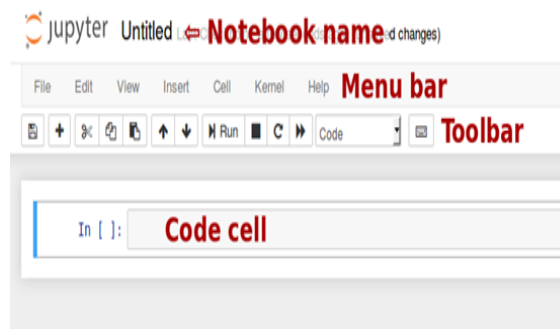 jupyter Untitled ⇦ Notebook name d changes)
File Edit View Insert Cell Kernel Help Menu bar
Run Code Toolbar
In [ ]: Code cell